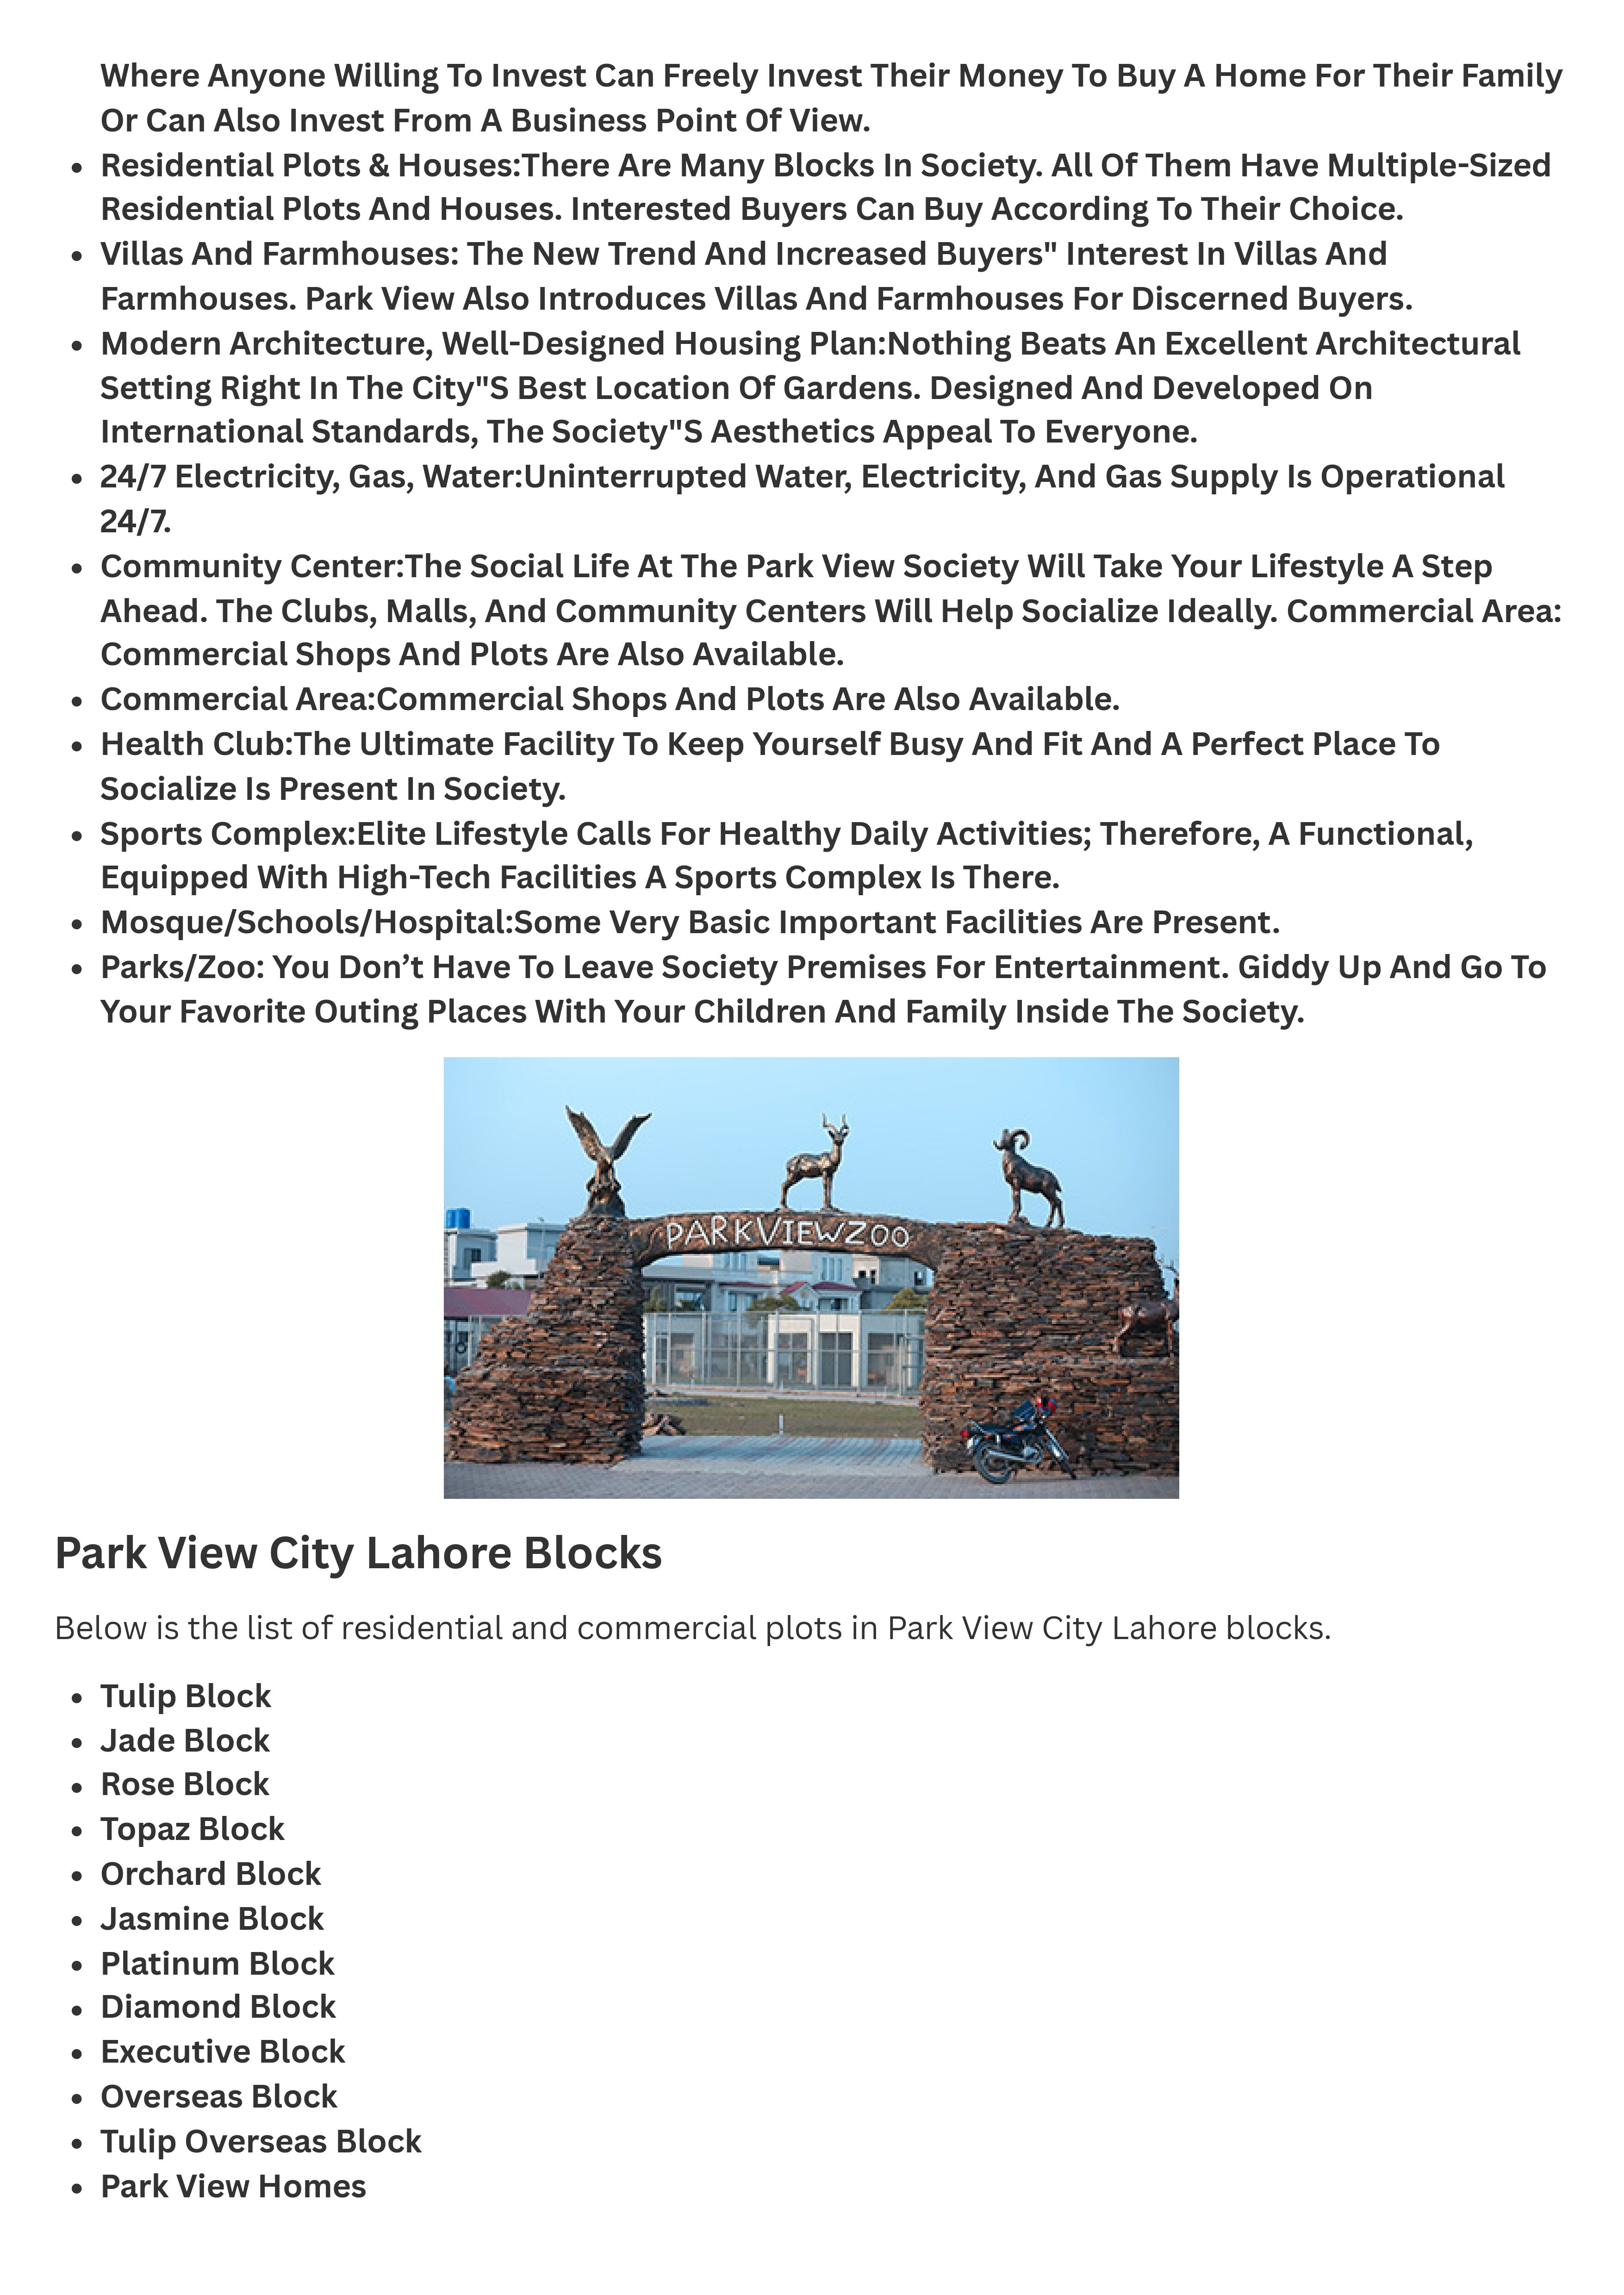 Where Anyone Willing To Invest Can Freely Invest Their Money To Buy A Home For Their Family
Or Can Also Invest From A Business Point Of View.
• Residential Plots & Houses:There Are Many Blocks In Society. All Of Them Have Multiple-Sized
Residential Plots And Houses. Interested Buyers Can Buy According To Their Choice.
• Villas And Farmhouses: The New Trend And Increased Buyers" Interest In Villas And
Farmhouses. Park View Also Introduces Villas And Farmhouses For Discerned Buyers.
• Modern Architecture, Well-Designed Housing Plan:Nothing Beats An Excellent Architectural
Setting Right In The City"S Best Location Of Gardens. Designed And Developed On
International Standards, The Society"S Aesthetics Appeal To Everyone.
• 24/7 Electricity, Gas, Water:Uninterrupted Water, Electricity, And Gas Supply Is Operational
24/7.
• Community Center:The Social Life At The Park View Society Will Take Your Lifestyle A Step
Ahead. The Clubs, Malls, And Community Centers Will Help Socialize Ideally. Commercial Area:
Commercial Shops And Plots Are Also Available.
• Commercial Area:Commercial Shops And Plots Are Also Available.
• Health Club:The Ultimate Facility To Keep Yourself Busy And Fit And A Perfect Place To
Socialize Is Present In Society.
• Sports Complex:Elite Lifestyle Calls For Healthy Daily Activities; Therefore, A Functional,
Equipped With High-Tech Facilities A Sports Complex Is There.
• Mosque/Schools/Hospital:Some Very Basic Important Facilities Are Present.
• Parks/Zoo: You Don’t Have To Leave Society Premises For Entertainment. Giddy Up And Go To
Your Favorite Outing Places With Your Children And Family Inside The Society.
PARKVIEWZOO
Park View City Lahore Blocks
Below is the list of residential and commercial plots in Park View City Lahore blocks.
• Tulip Block
• Jade Block
• Rose Block
• Topaz Block
• Orchard Block
• Jasmine Block
• Platinum Block
• Diamond Block
• Executive Block
• Overseas Block
• Tulip Overseas Block
• Park View Homes